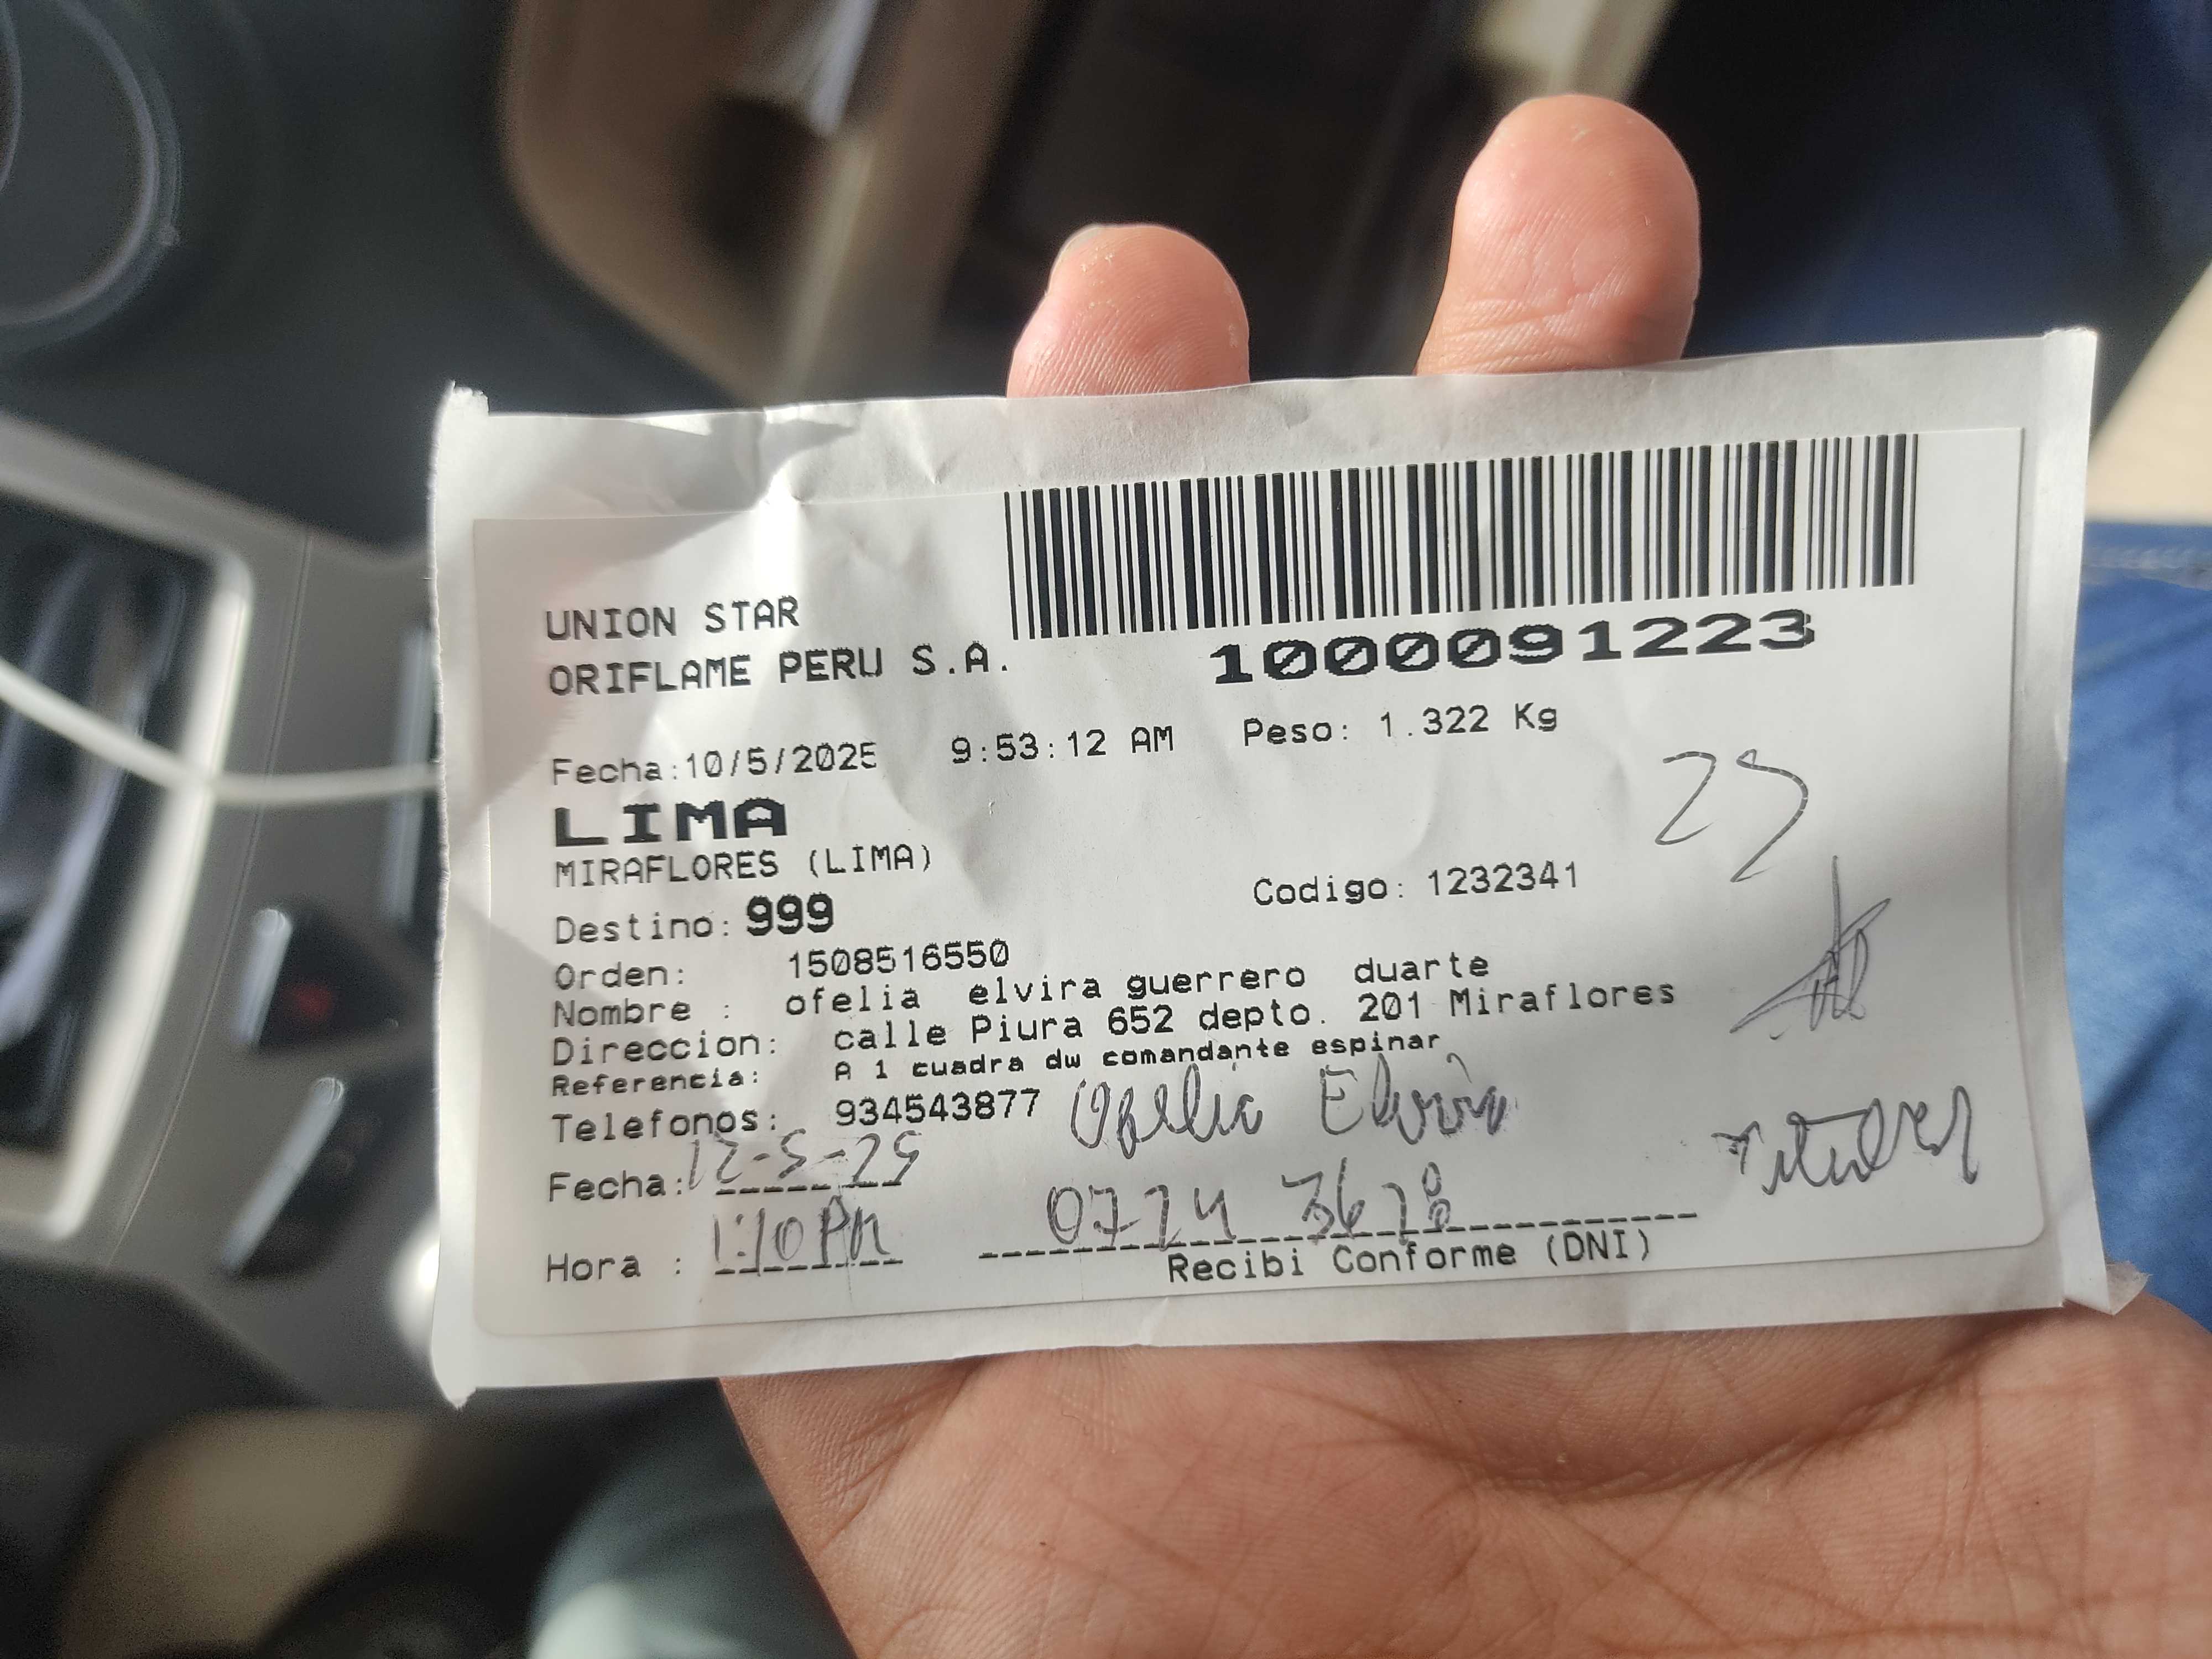 UNION STAR
ORIFLAME PERU S.A.
1000091223
Fecha:10/5/2025 9:53:12 AM Peso: 1.322 Kg
LIMA
MIRAFLORES (LIMA)
25
Destino: 999 Codigo: 1232341
Orden: 1508516550
Nombre : ofelia elvira guerrero duarte
Direccion: calle Piura 652 depto. 201 Miraflores
Referencia: A 1 cuadra dw comandante espinar
Telefonos: 934543877 Ofelia Elvira
Fecha: 12-5-25
Hora : 1:10 PM
Recibi Conforme (DNI)